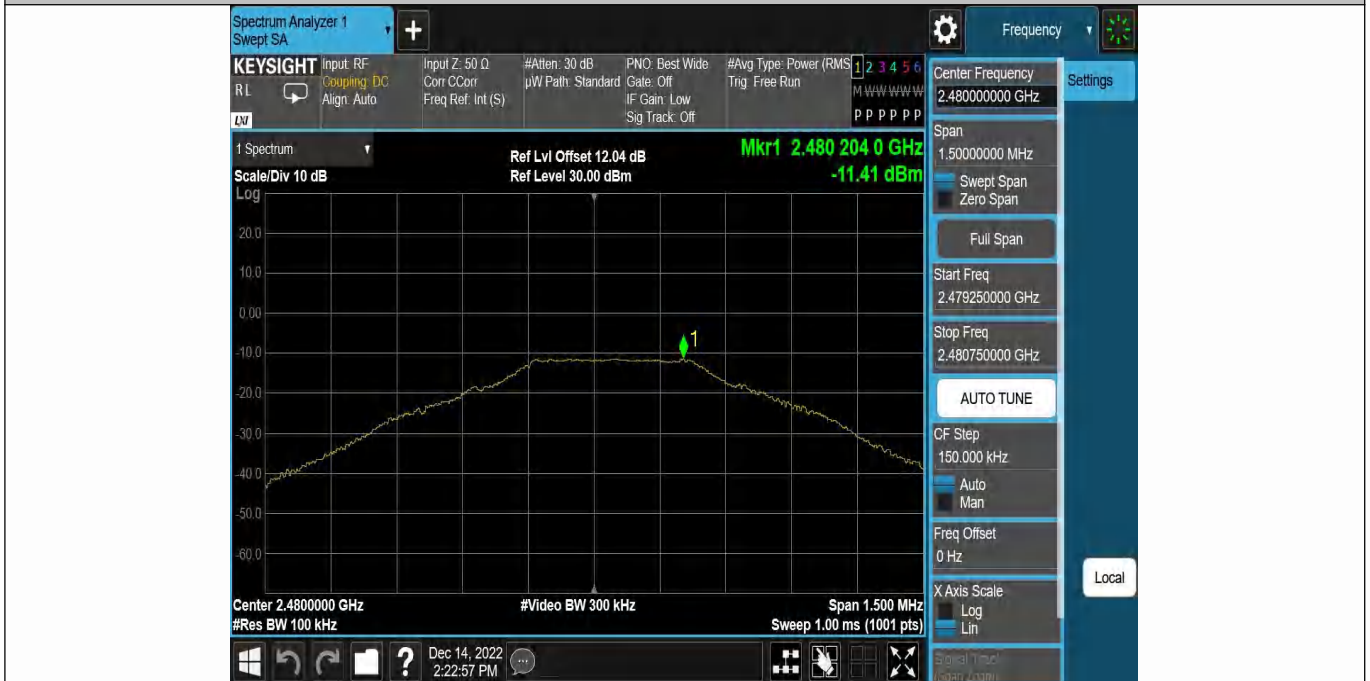 Spectrum Analyzer 1
Swept SA
+
Frequency
KEYSIGHT
RL
LXI
Input: RF
Coupling: DC
Align: Auto
Input Z: 50 Ω
Corr CCorr
Freq Ref: Int (S)
#Atten: 30 dB
µW Path: Standard
PNO: Best Wide
Gate: Off
IF Gain: Low
Sig Track: Off
#Avg Type: Power (RMS
Trig: Free Run
1 2 3 4 5 6
M W W W W W
P P P P P P
1 Spectrum
Scale/Div 10 dB
Log
Ref Lvl Offset 12.04 dB
Ref Level 30.00 dBm
Mkr1 2.480 204 0 GHz
-11.41 dBm
20.0
10.0
0.00
-10.0
-20.0
-30.0
-40.0
-50.0
-60.0
1
Center 2.4800000 GHz
#Res BW 100 kHz
#Video BW 300 kHz
Span 1.500 MHz
Sweep 1.00 ms (1001 pts)
Center Frequency
2.480000000 GHz
Settings
Span
1.50000000 MHz
Swept Span
Zero Span
Full Span
Start Freq
2.479250000 GHz
Stop Freq
2.480750000 GHz
AUTO TUNE
CF Step
150.000 kHz
Auto
Man
Freq Offset
0 Hz
X Axis Scale
Log
Lin
Signal Track
(Span Zoom)
Local
?
Dec 14, 2022
2:22:57 PM